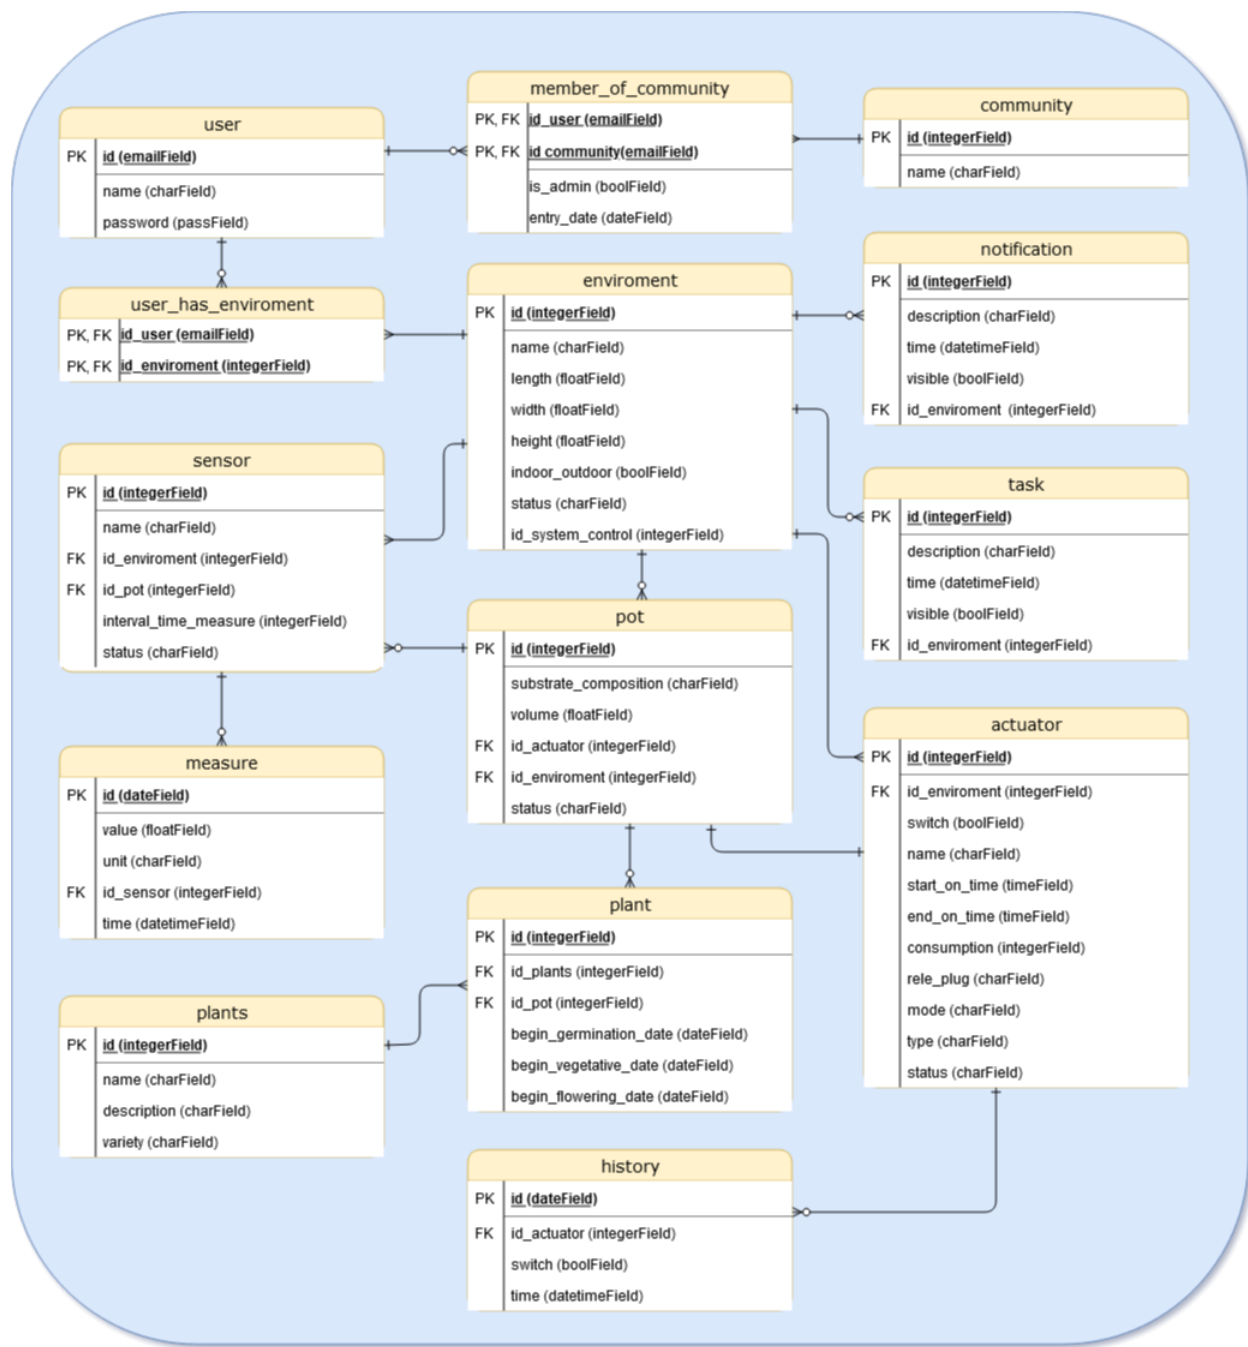 user
PK id (emailField)
name (charField)
password (passField)
member_of_community
PK, FK id_user (emailField)
PK, FK id community(emailField)
is_admin (boolField)
entry_date (dateField)
community
PK id (integerField)
name (charField)
user_has_enviroment
PK, FK id_user (emailField)
PK, FK id_enviroment (integerField)
enviroment
PK id (integerField)
name (charField)
length (floatField)
width (floatField)
height (floatField)
indoor_outdoor (boolField)
status (charField)
id_system_control (integerField)
notification
PK id (integerField)
description (charField)
time (datetimeField)
visible (boolField)
FK id_enviroment (integerField)
sensor
PK id (integerField)
name (charField)
FK id_enviroment (integerField)
FK id_pot (integerField)
interval_time_measure (integerField)
status (charField)
task
PK id (integerField)
description (charField)
time (datetimeField)
visible (boolField)
FK id_enviroment (integerField)
pot
PK id (integerField)
substrate_composition (charField)
volume (floatField)
FK id_actuator (integerField)
FK id_enviroment (integerField)
status (charField)
actuator
PK id (integerField)
FK id_enviroment (integerField)
switch (boolField)
name (charField)
start_on_time (timeField)
end_on_time (timeField)
consumption (integerField)
rele_plug (charField)
mode (charField)
type (charField)
status (charField)
measure
PK id (dateField)
value (floatField)
unit (charField)
FK id_sensor (integerField)
time (datetimeField)
plant
PK id (integerField)
FK id_plants (integerField)
FK id_pot (integerField)
begin_germination_date (dateField)
begin_vegetative_date (dateField)
begin_flowering_date (dateField)
plants
PK id (integerField)
name (charField)
description (charField)
variety (charField)
history
PK id (dateField)
FK id_actuator (integerField)
switch (boolField)
time (datetimeField)